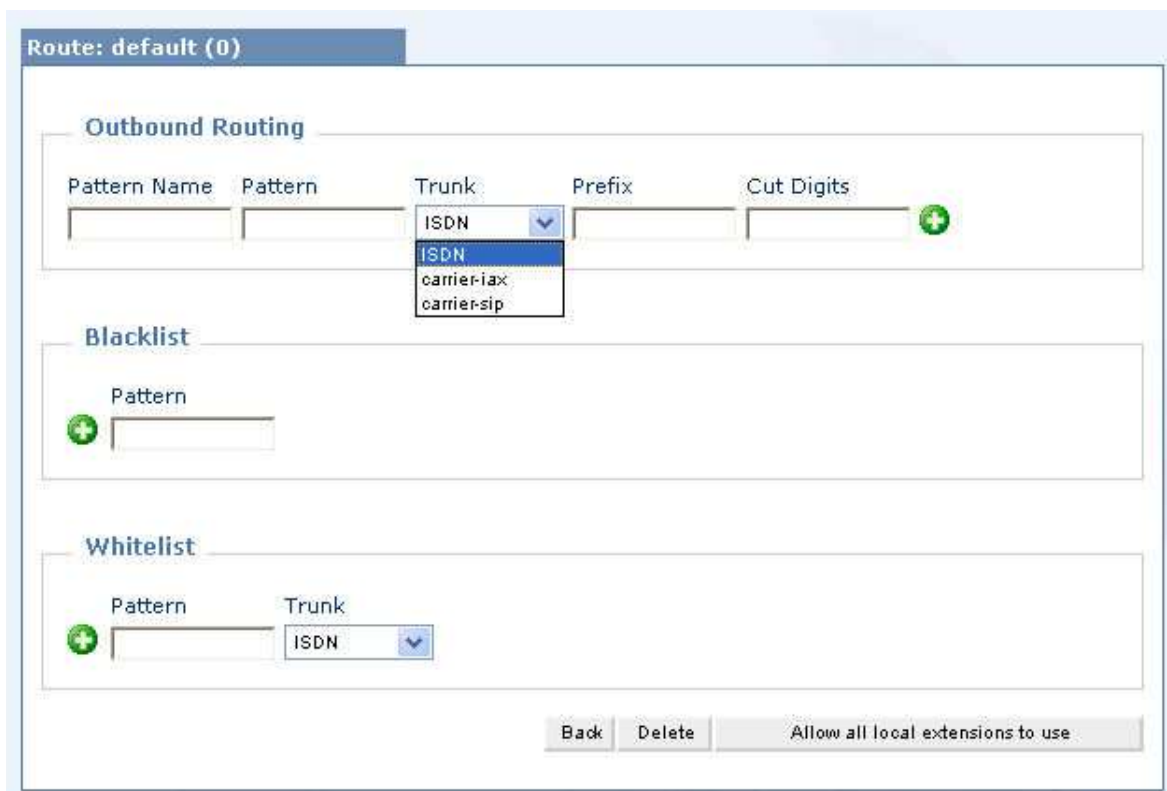 Route: default (0)
Outbound Routing
Pattern Name Pattern Trunk Prefix Cut Digits
ISDN
ISDN
carrier-iax
carrier-sip
Blacklist
Pattern
Whitelist
Pattern Trunk
ISDN
Back Delete Allow all local extensions to use